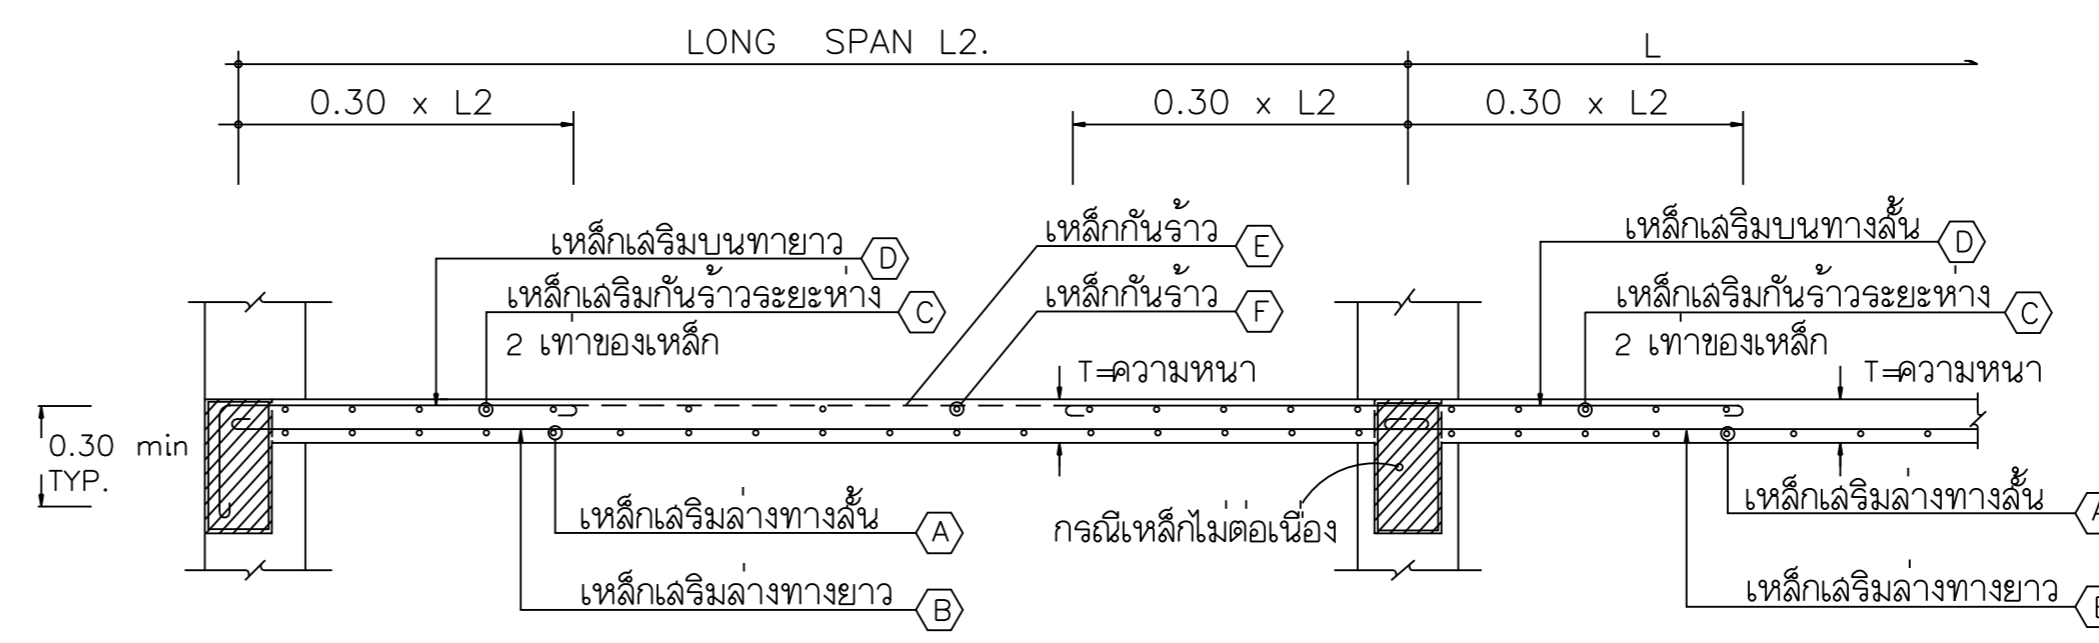 LONG SPAN L2.
L
0.30 x L2
0.30 x L2
0.30 x L2
เหล็กเสริมบนทายาว D
เหล็กกันร้าว E
เหล็กเสริมบนทางสั้น D
เหล็กเสริมกันร้าวระยะห่าง C
2 เท่าของเหล็ก
เหล็กกันร้าว F
เหล็กเสริมกันร้าวระยะห่าง C
2 เท่าของเหล็ก
T=ความหนา
T=ความหนา
0.30 min
TYP.
เหล็กเสริมล่างทางสั้น A
กรณีเหล็กไม่ต่อเนื่อง
เหล็กเสริมล่างทางสั้น A
เหล็กเสริมล่างทางยาว B
เหล็กเสริมล่างทางยาว